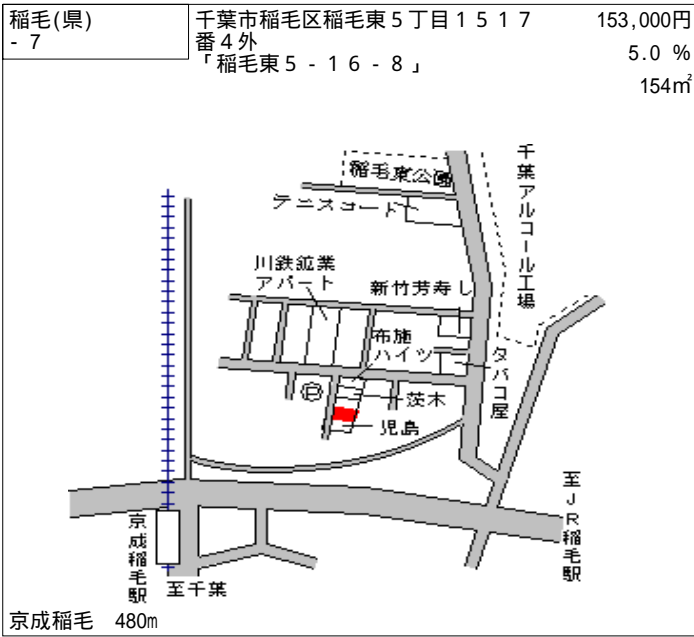 稲毛(県)
- 7
千葉市稲毛区稲毛東5丁目1517
番4外
「稲毛東5-16-8」
153,000円
5.0 %
154㎡
稲毛東公園
テニスコート
千葉アルコール工場
川鉄鉱業
アパート
新竹芳寿し
布施
ハイツ
タバコ屋
茨木
児島
京成稲毛駅
至千葉
至JR稲毛駅
京成稲毛 480m